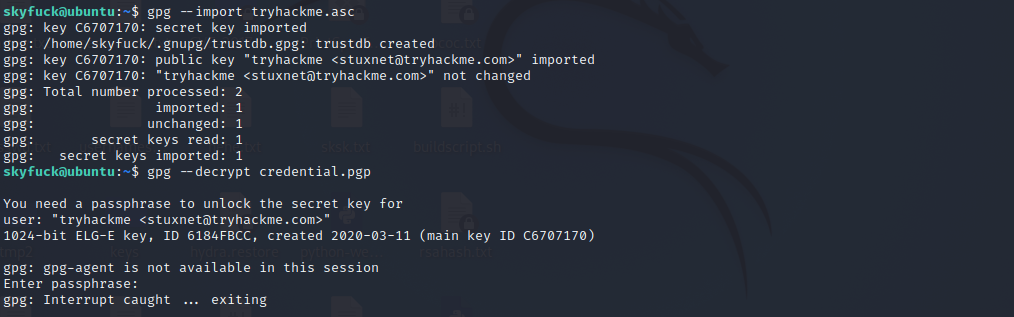 skyfuck@ubuntu:~$ gpg --import tryhackme.asc
gpg: key C6707170: secret key imported
gpg: /home/skyfuck/.gnupg/trustdb.gpg: trustdb created
gpg: key C6707170: public key "tryhackme <stuxnet@tryhackme.com>" imported
gpg: key C6707170: "tryhackme <stuxnet@tryhackme.com>" not changed
gpg: Total number processed: 2
gpg:               imported: 1
gpg:              unchanged: 1
gpg:       secret keys read: 1
gpg:   secret keys imported: 1
sksx.txt
buildscript.sh
skyfuck@ubuntu:~$ gpg --decrypt credential.pgp
You need a passphrase to unlock the secret key for
user: "tryhackme <stuxnet@tryhackme.com>"
1024-bit ELG-E key, ID 6184FBCC, created 2020-03-11 (main key ID C6707170)
gpg: gpg-agent is not available in this session
Enter passphrase:
gpg: Interrupt caught ... exiting